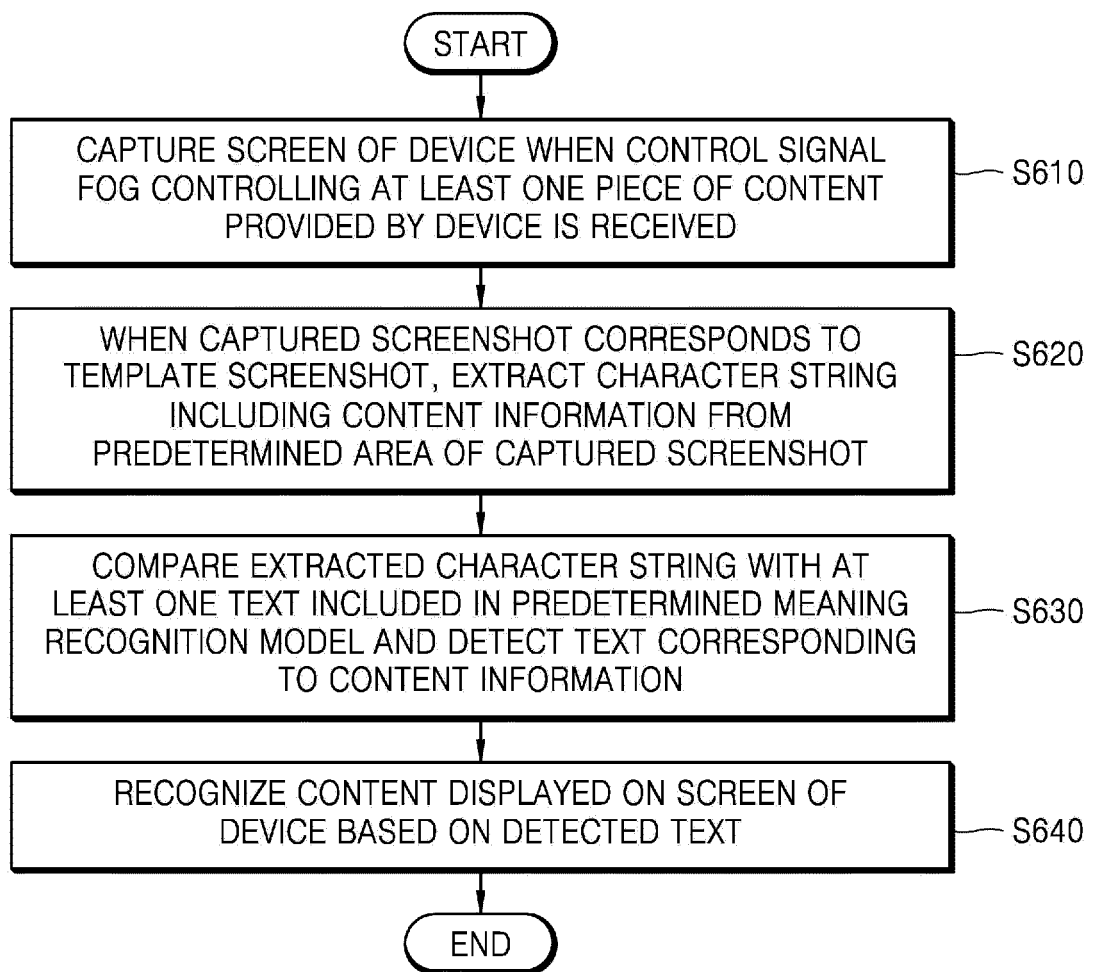 START
CAPTURE SCREEN OF DEVICE WHEN CONTROL SIGNAL
FOG CONTROLLING AT LEAST ONE PIECE OF CONTENT
PROVIDED BY DEVICE IS RECEIVED
S610
WHEN CAPTURED SCREENSHOT CORRESPONDS TO
TEMPLATE SCREENSHOT, EXTRACT CHARACTER STRING
INCLUDING CONTENT INFORMATION FROM
PREDETERMINED AREA OF CAPTURED SCREENSHOT
S620
COMPARE EXTRACTED CHARACTER STRING WITH AT
LEAST ONE TEXT INCLUDED IN PREDETERMINED MEANING
RECOGNITION MODEL AND DETECT TEXT CORRESPONDING
TO CONTENT INFORMATION
S630
RECOGNIZE CONTENT DISPLAYED ON SCREEN OF
DEVICE BASED ON DETECTED TEXT
S640
END